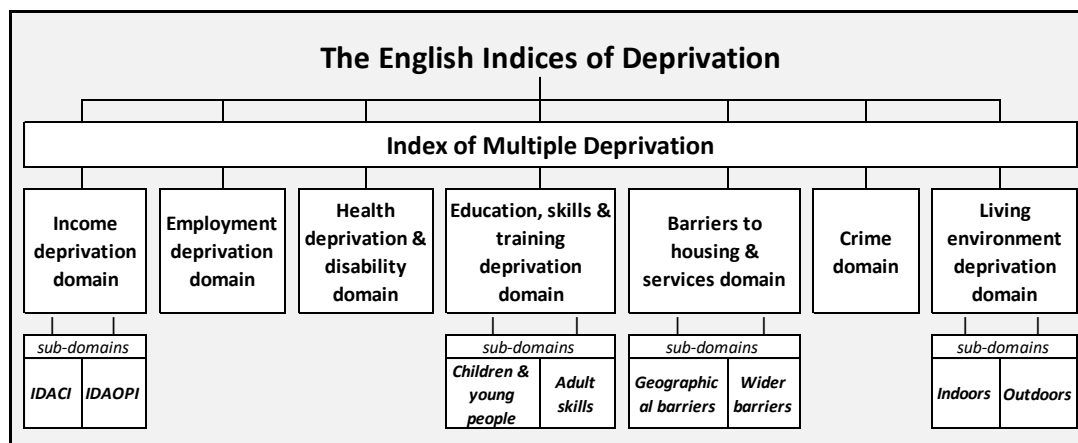 The English Indices of Deprivation
Index of Multiple Deprivation
Income
deprivation
domain
Employment
deprivation
domain
Health
deprivation &
disability
domain
Education, skills &
training
deprivation
domain
Barriers to
housing &
services domain
Crime
domain
Living
environment
deprivation
domain
sub-domains
IDACI
IDAOPI
sub-domains
Children &
young
people
Adult
skills
sub-domains
Geographic
al barriers
Wider
barriers
sub-domains
Indoors
Outdoors